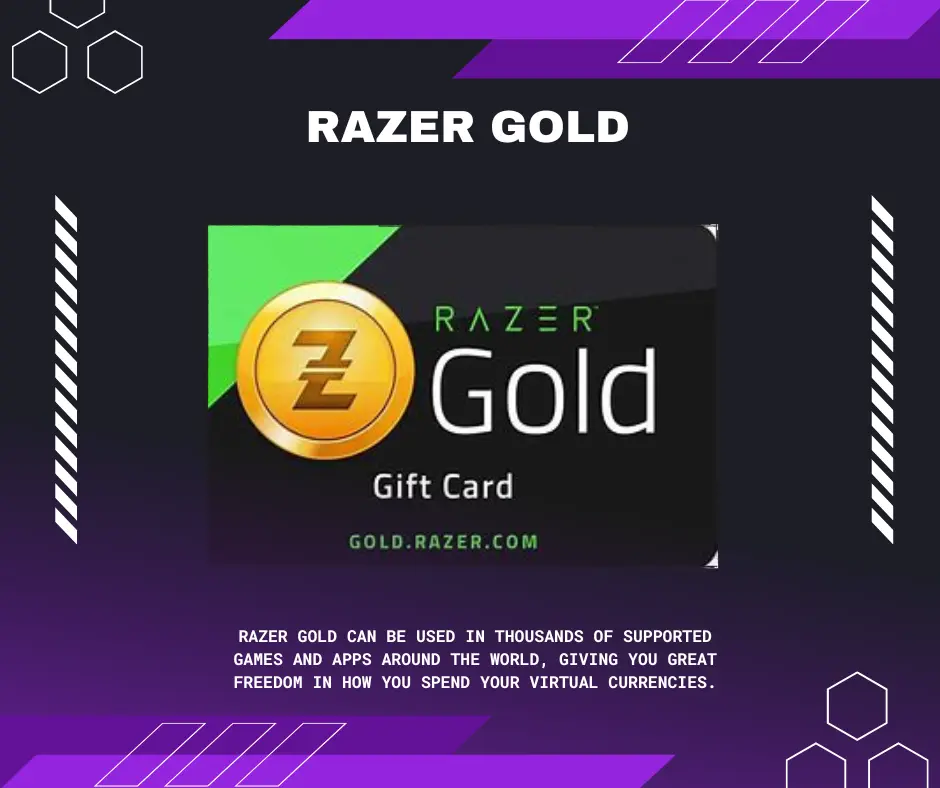 RAZER GOLD
RAZER™
Gold
Gift Card
GOLD.RAZER.COM
RAZER GOLD CAN BE USED IN THOUSANDS OF SUPPORTED
GAMES AND APPS AROUND THE WORLD, GIVING YOU GREAT
FREEDOM IN HOW YOU SPEND YOUR VIRTUAL CURRENCIES.